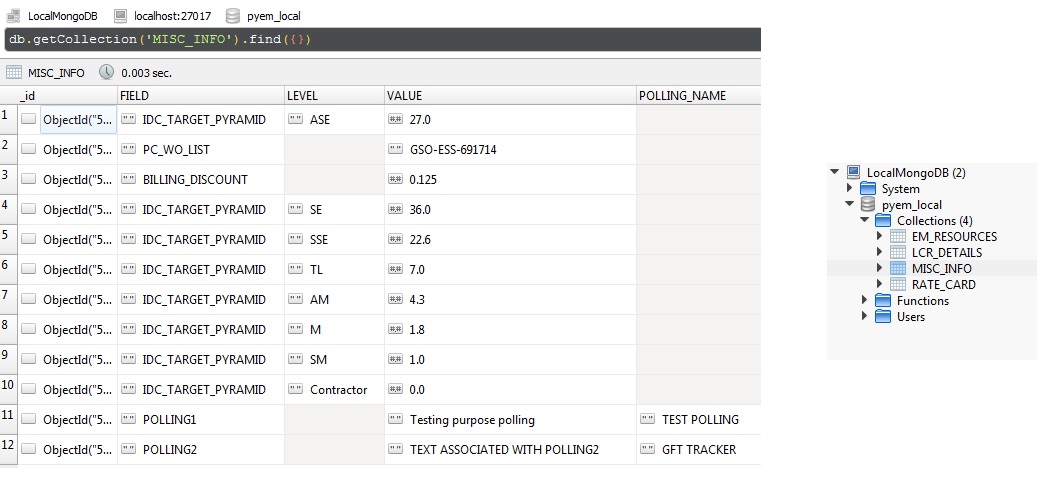 LocalMongoDB localhost:27017 pyem_local
db.getCollection('MISC_INFO').find({})
MISC_INFO 0.003 sec.
_id FIELD LEVEL VALUE POLLING_NAME
1 ObjectId("5... "" IDC_TARGET_PYRAMID "" ASE #.# 27.0
2 ObjectId("5... "" PC_WO_LIST "" GSO-ESS-691714
3 ObjectId("5... "" BILLING_DISCOUNT #.# 0.125
4 ObjectId("5... "" IDC_TARGET_PYRAMID "" SE #.# 36.0
5 ObjectId("5... "" IDC_TARGET_PYRAMID "" SSE #.# 22.6
6 ObjectId("5... "" IDC_TARGET_PYRAMID "" TL #.# 7.0
7 ObjectId("5... "" IDC_TARGET_PYRAMID "" AM #.# 4.3
8 ObjectId("5... "" IDC_TARGET_PYRAMID "" M #.# 1.8
9 ObjectId("5... "" IDC_TARGET_PYRAMID "" SM #.# 1.0
10 ObjectId("5... "" IDC_TARGET_PYRAMID "" Contractor #.# 0.0
11 ObjectId("5... "" POLLING1 "" Testing purpose polling "" TEST POLLING
12 ObjectId("5... "" POLLING2 "" TEXT ASSOCIATED WITH POLLING2 "" GFT TRACKER
LocalMongoDB (2)
System
pyem_local
Collections (4)
EM_RESOURCES
LCR_DETAILS
MISC_INFO
RATE_CARD
Functions
Users